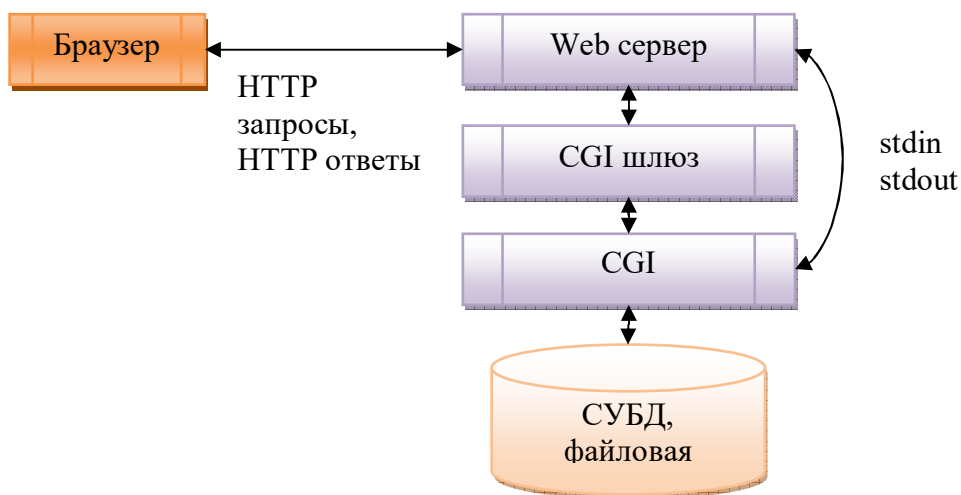 Браузер
Web сервер
HTTP
запросы,
HTTP ответы
CGI шлюз
stdin
stdout
CGI
СУБД,
файловая